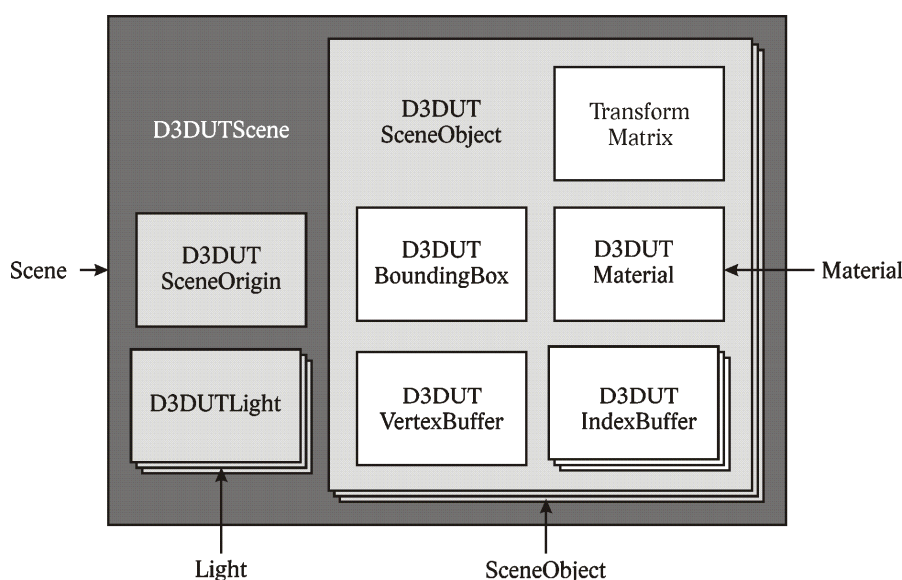 D3DUTScene
D3DUT
SceneObject
Transform
Matrix
D3DUT
SceneOrigin
D3DUT
BoundingBox
D3DUT
Material
Scene
Material
D3DUTLight
D3DUT
VertexBuffer
D3DUT
IndexBuffer
Light
SceneObject